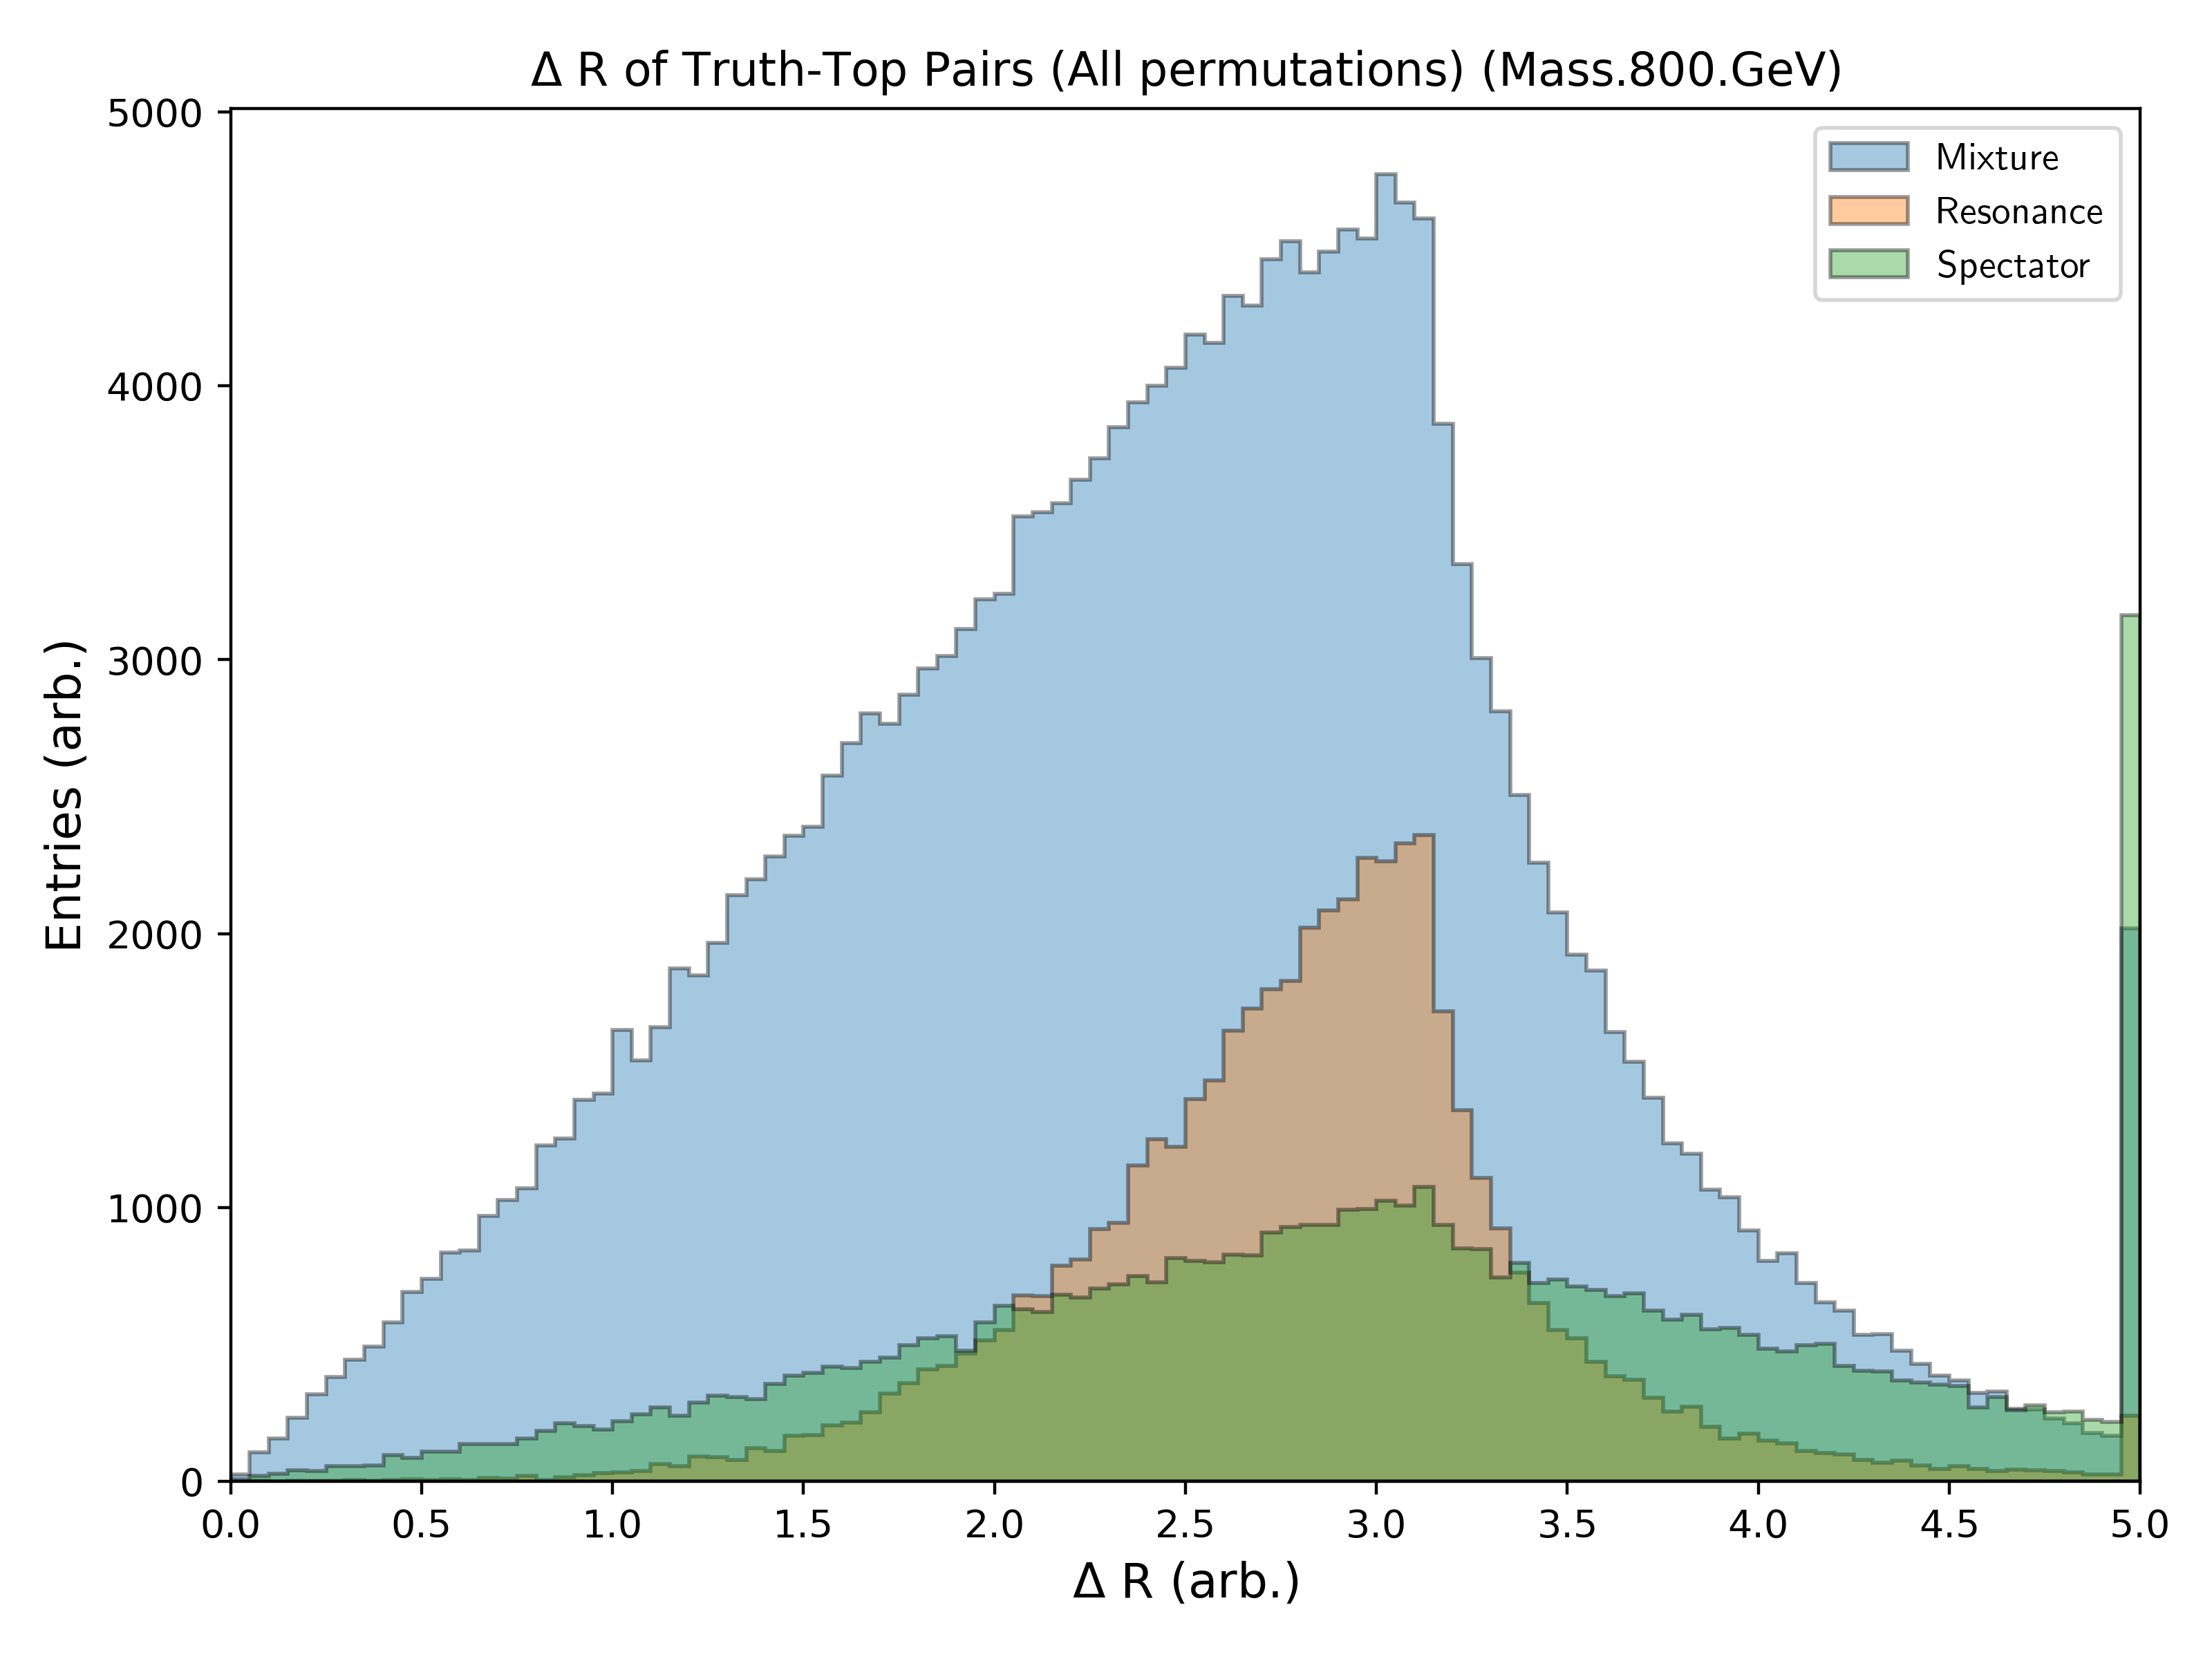 Δ R of Truth-Top Pairs (All permutations) (Mass.800.GeV)
Mixture
Resonance
Spectator
Entries (arb.)
5000
4000
3000
2000
1000
0
0.0 0.5 1.0 1.5 2.0 2.5 3.0 3.5 4.0 4.5 5.0
Δ R (arb.)